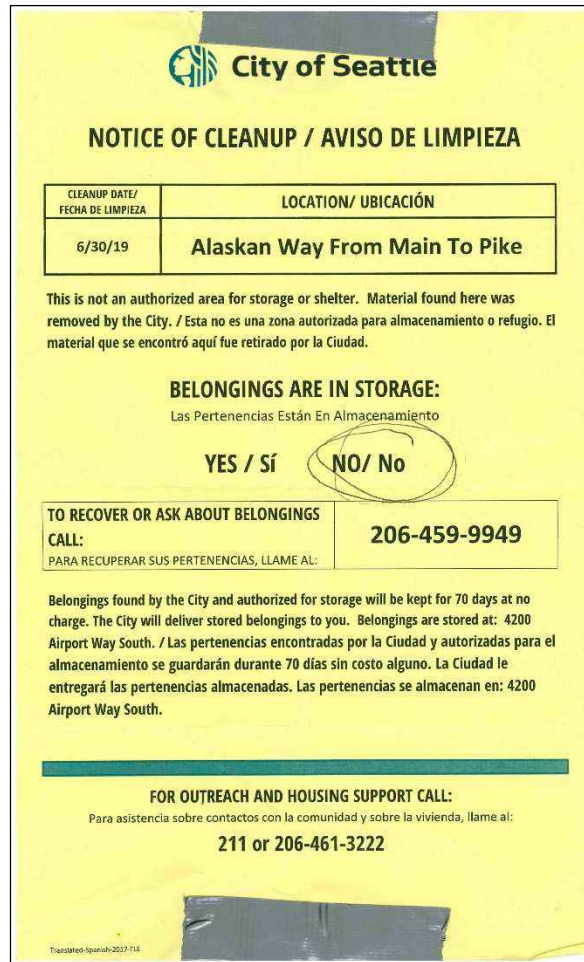 City of Seattle
NOTICE OF CLEANUP / AVISO DE LIMPIEZA
CLEANUP DATE/
FECHA DE LIMPIEZA
LOCATION/ UBICACIÓN
6/30/19
Alaskan Way From Main To Pike
This is not an authorized area for storage or shelter. Material found here was
removed by the City. / Esta no es una zona autorizada para almacenamiento o refugio. El
material que se encontró aquí fue retirado por la Ciudad.
BELONGINGS ARE IN STORAGE:
Las Pertenencias Están En Almacenamiento
YES / SÍ NO/ No
TO RECOVER OR ASK ABOUT BELONGINGS
CALL:
PARA RECUPERAR SUS PERTENENCIAS, LLAME AL:
206-459-9949
Belongings found by the City and authorized for storage will be kept for 70 days at no
charge. The City will deliver stored belongings to you. Belongings are stored at: 4200
Airport Way South. / Las pertenencias encontradas por la Ciudad y autorizadas para el
almacenamiento se guardarán durante 70 días sin costo alguno. La Ciudad le
entregará las pertenencias almacenadas. Las pertenencias se almacenan en: 4200
Airport Way South.
FOR OUTREACH AND HOUSING SUPPORT CALL:
Para asistencia sobre contactos con la comunidad y sobre la vivienda, llame al:
211 or 206-461-3222
Translated-Spanish-2017-TLE